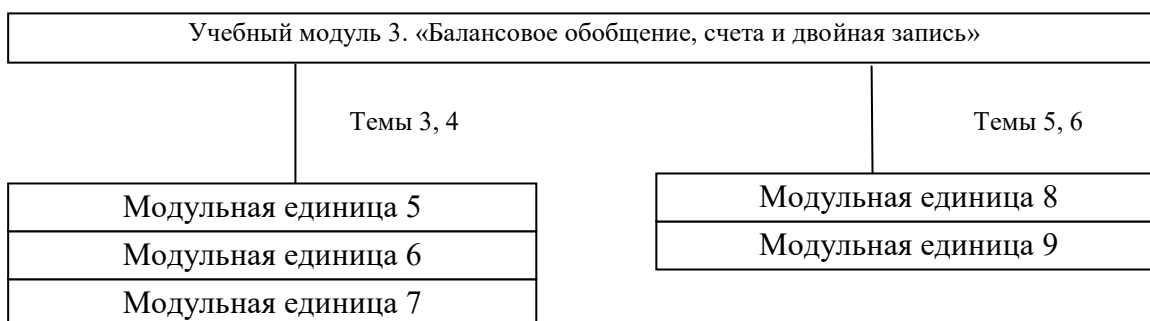 Учебный модуль 3. «Балансовое обобщение, счета и двойная запись»
Темы 3, 4
Темы 5, 6
Модульная единица 5
Модульная единица 6
Модульная единица 7
Модульная единица 8
Модульная единица 9